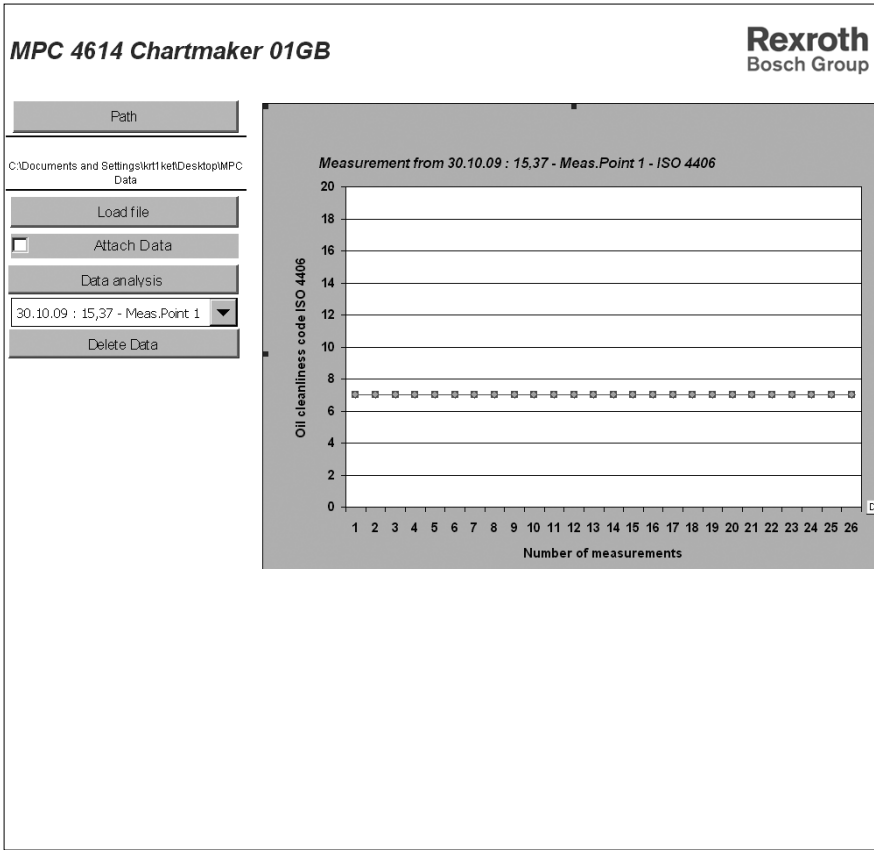 MPC 4614 Chartmaker 01GB
Rexroth
Bosch Group
Path
C:\Documents and Settings\krt1ket\Desktop\MPC
Data
Load file
Attach Data
Data analysis
30.10.09 : 15,37 - Meas.Point 1
Delete Data
Measurement from 30.10.09 : 15,37 - Meas.Point 1 - ISO 4406
Oil cleanliness code ISO 4406
20
18
16
14
12
10
8
6
4
2
0
1 2 3 4 5 6 7 8 9 10 11 12 13 14 15 16 17 18 19 20 21 22 23 24 25 26
Number of measurements